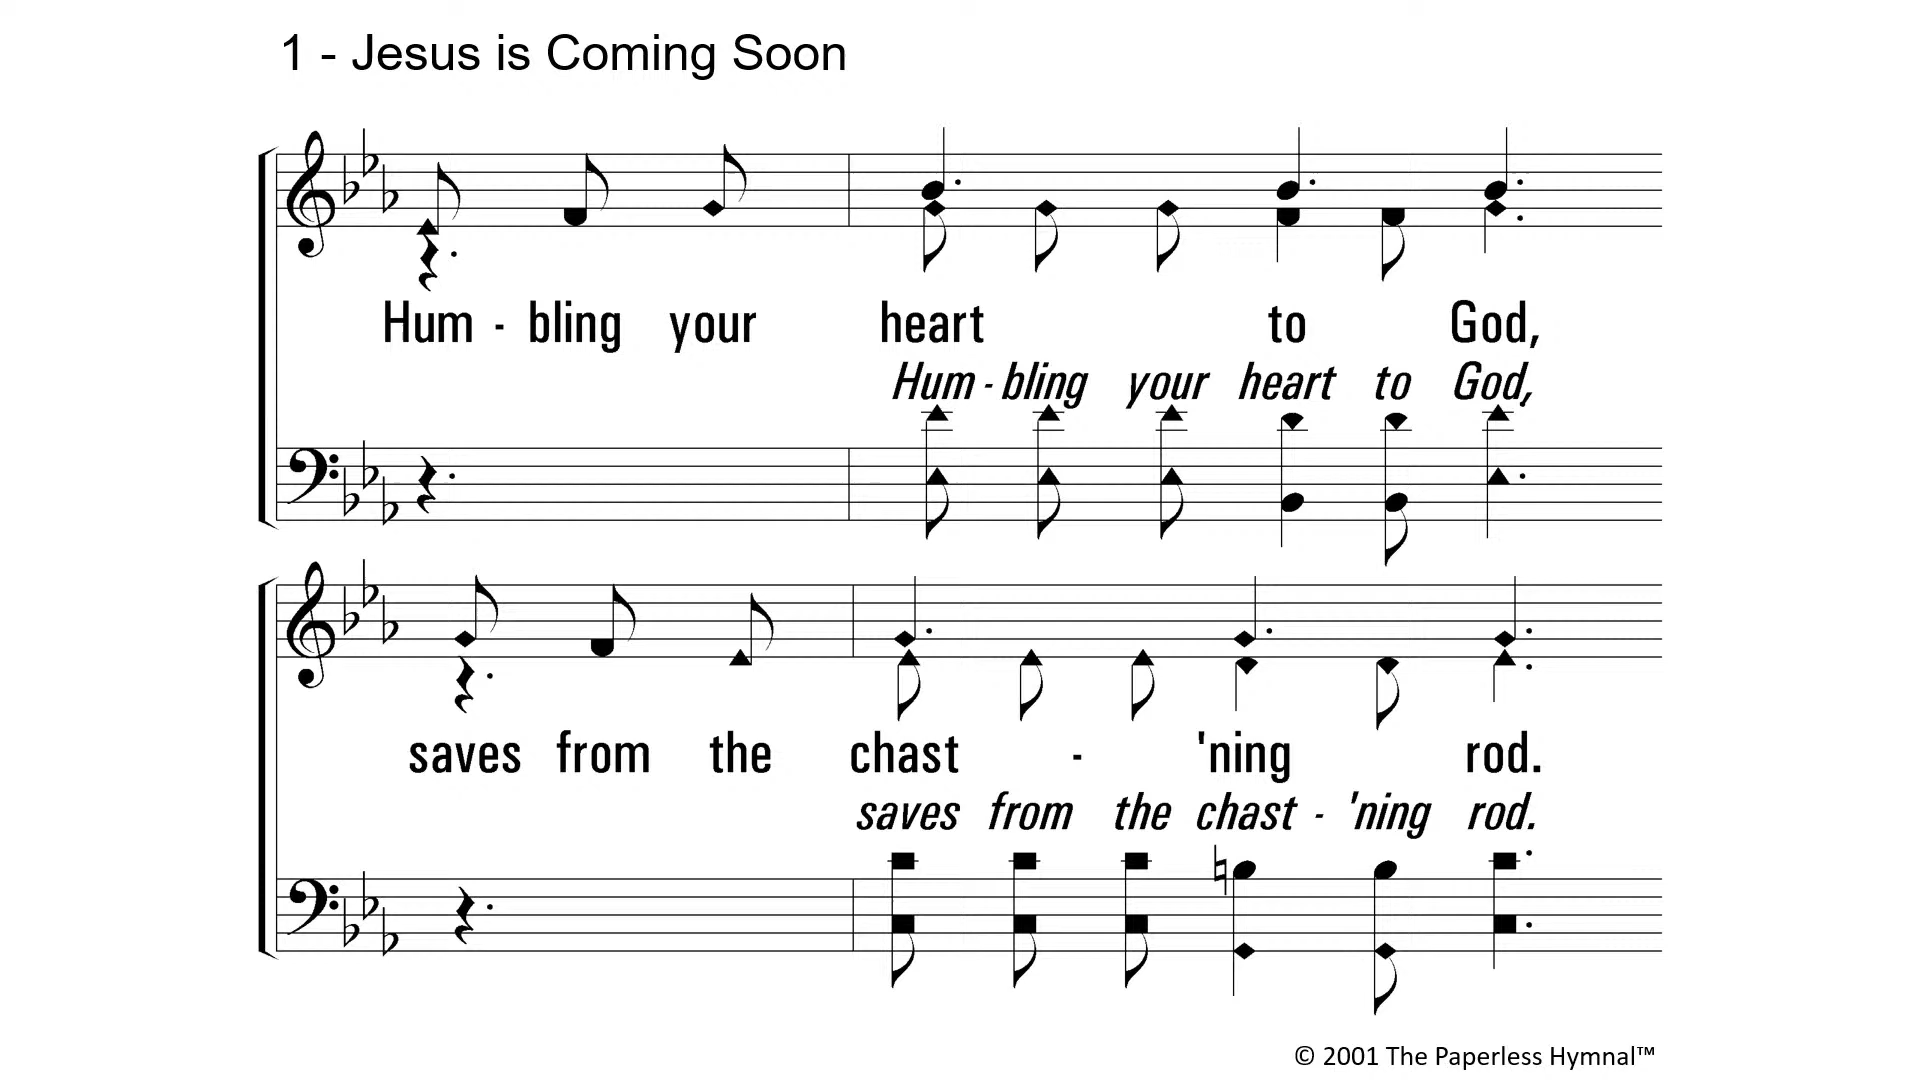 1 - Jesus is Coming Soon
Hum - bling your heart to God,
Hum - bling your heart to God,
saves from the chast - 'ning rod.
saves from the chast - 'ning rod.
© 2001 The Paperless Hymnal™